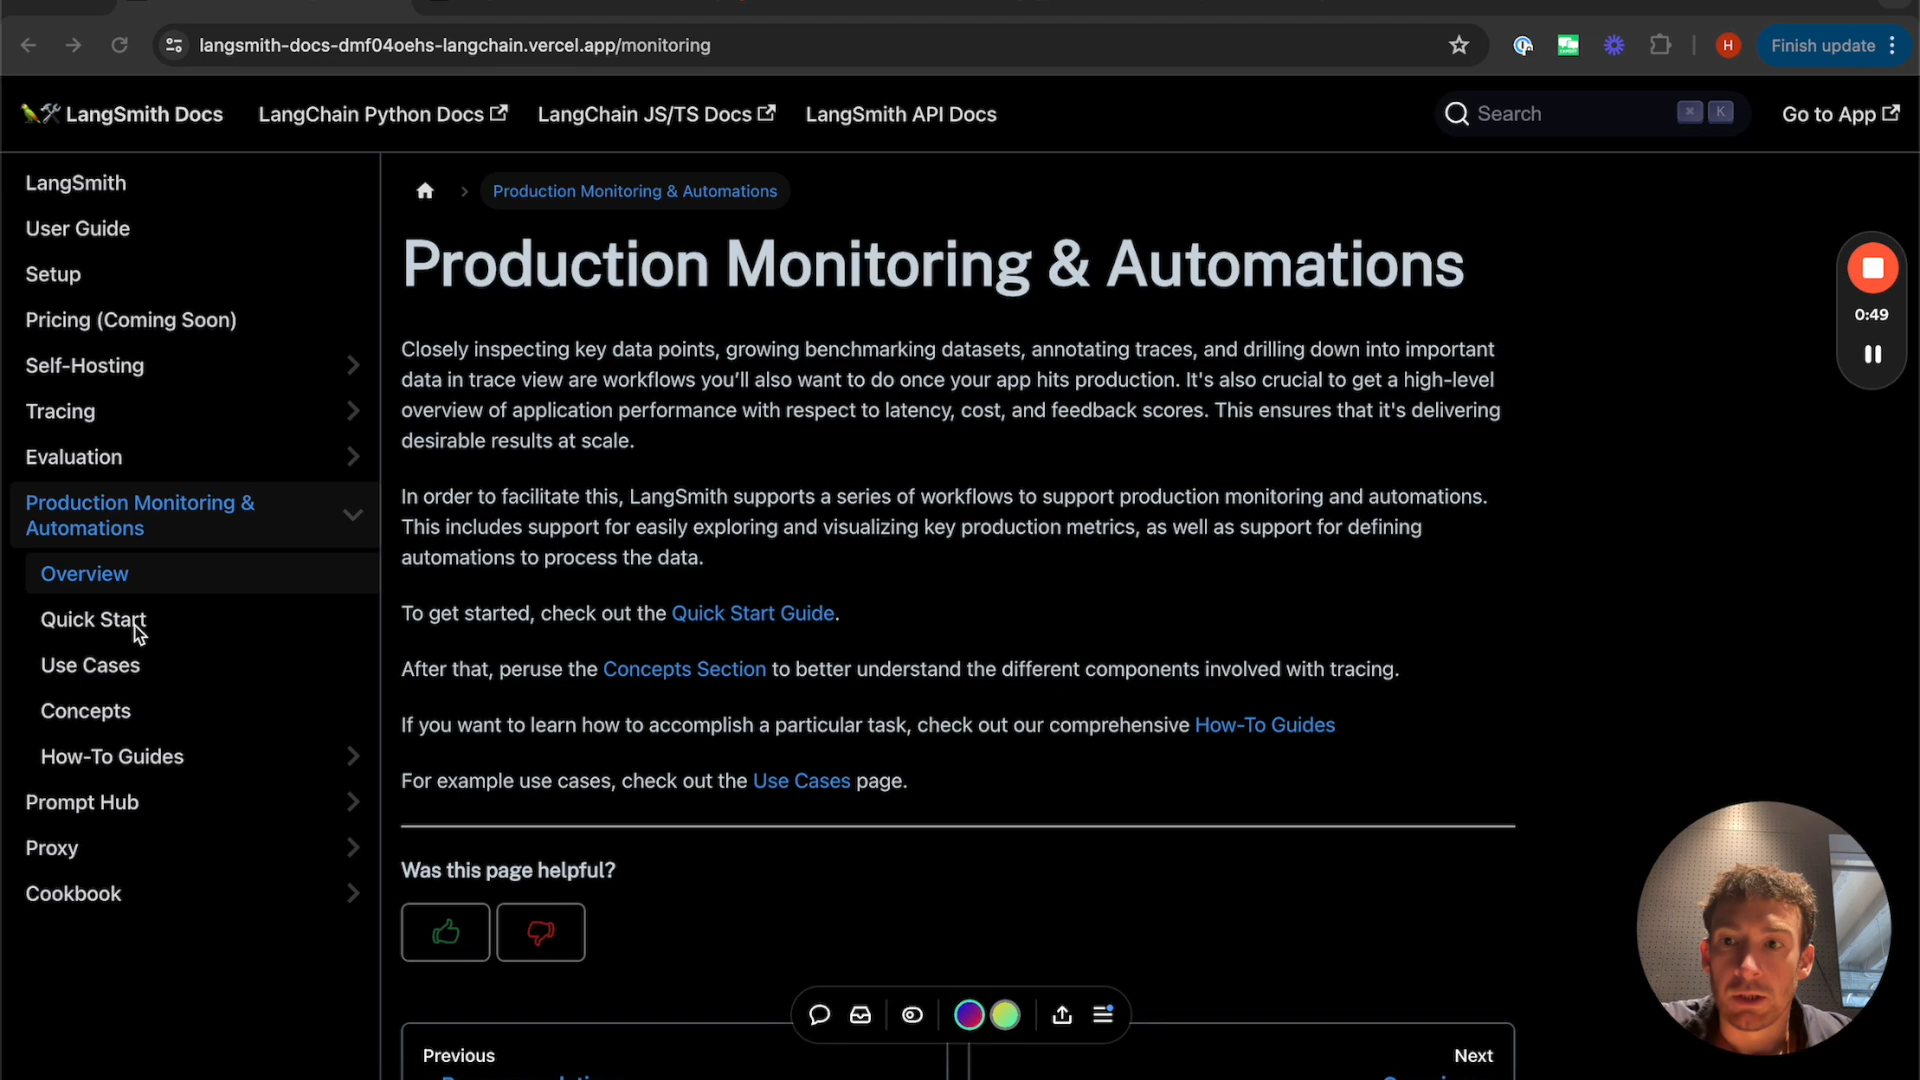 langsmith-docs-dmf04oehs-langchain.vercel.app/monitoring
H
Finish update
LangSmith Docs
LangChain Python Docs
LangChain JS/TS Docs
LangSmith API Docs
Search
⌘ K
Go to App
LangSmith
User Guide
Setup
Pricing (Coming Soon)
Self-Hosting
Tracing
Evaluation
Production Monitoring &
Automations
Overview
Quick Start
Use Cases
Concepts
How-To Guides
Prompt Hub
Proxy
Cookbook
Production Monitoring & Automations
Production Monitoring & Automations
Closely inspecting key data points, growing benchmarking datasets, annotating traces, and drilling down into important
data in trace view are workflows you'll also want to do once your app hits production. It's also crucial to get a high-level
overview of application performance with respect to latency, cost, and feedback scores. This ensures that it's delivering
desirable results at scale.
In order to facilitate this, LangSmith supports a series of workflows to support production monitoring and automations.
This includes support for easily exploring and visualizing key production metrics, as well as support for defining
automations to process the data.
To get started, check out the Quick Start Guide.
After that, peruse the Concepts Section to better understand the different components involved with tracing.
If you want to learn how to accomplish a particular task, check out our comprehensive How-To Guides
For example use cases, check out the Use Cases page.
Was this page helpful?
Previous
Next
0:49